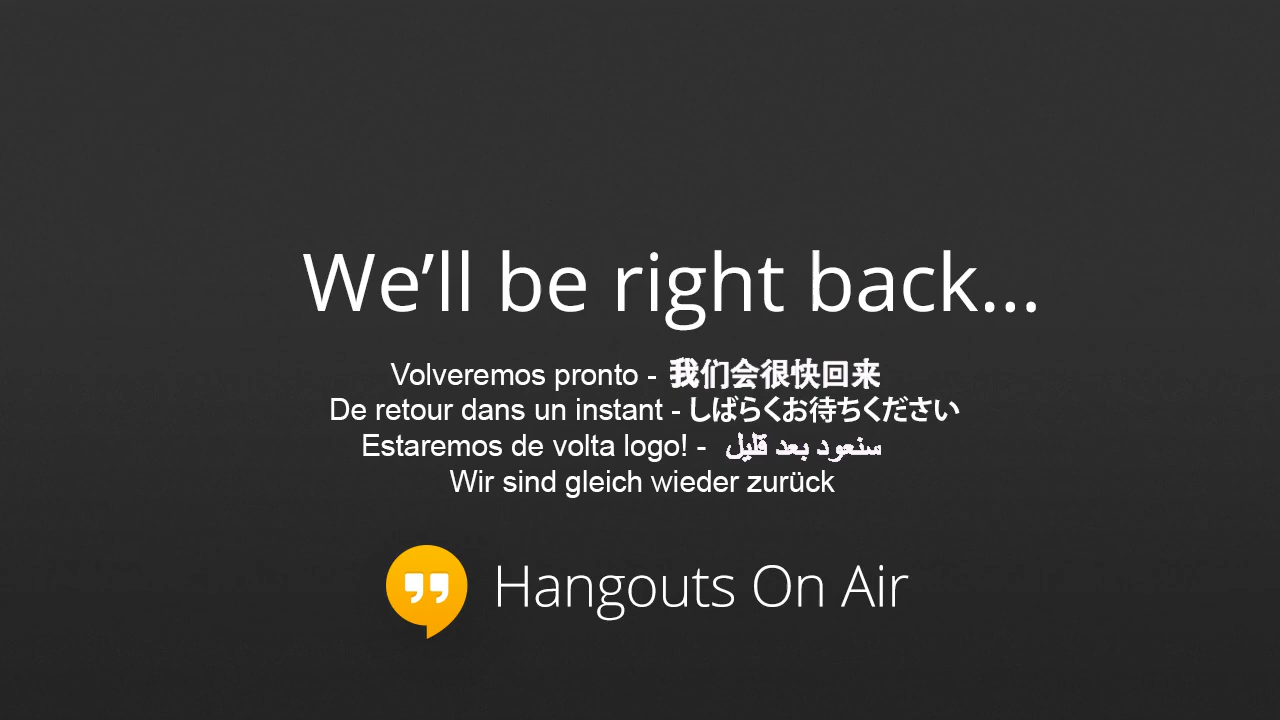 We’ll be right back...
Volveremos pronto - 我们会很快回来
De retour dans un instant - しばらくお待ちください
Estaremos de volta logo! - سنعود بعد قليل
Wir sind gleich wieder zurück
Hangouts On Air